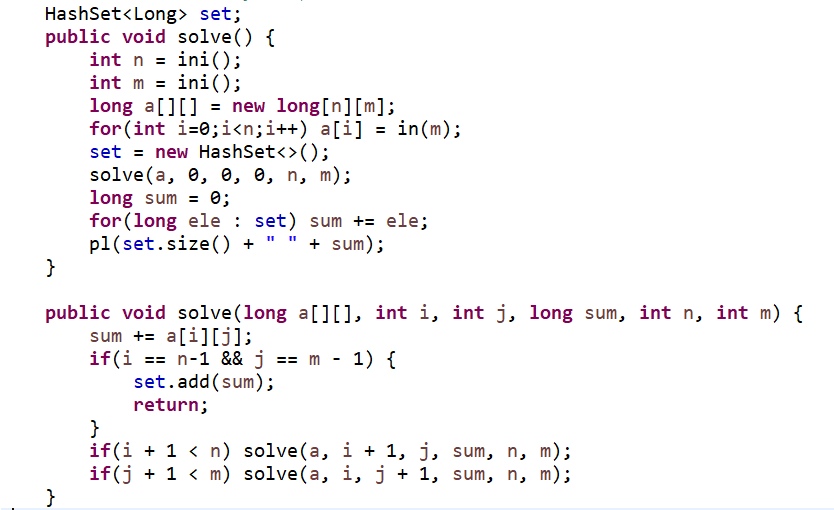 HashSet<Long> set;
public void solve() {
    int n = ini();
    int m = ini();
    long a[][] = new long[n][m];
    for(int i=0;i<n;i++) a[i] = in(m);
    set = new HashSet<>();
    solve(a, 0, 0, 0, n, m);
    long sum = 0;
    for(long ele : set) sum += ele;
    pl(set.size() + " " + sum);
}
public void solve(long a[][], int i, int j, long sum, int n, int m) {
    sum += a[i][j];
    if(i == n-1 && j == m - 1) {
        set.add(sum);
        return;
    }
    if(i + 1 < n) solve(a, i + 1, j, sum, n, m);
    if(j + 1 < m) solve(a, i, j + 1, sum, n, m);
}